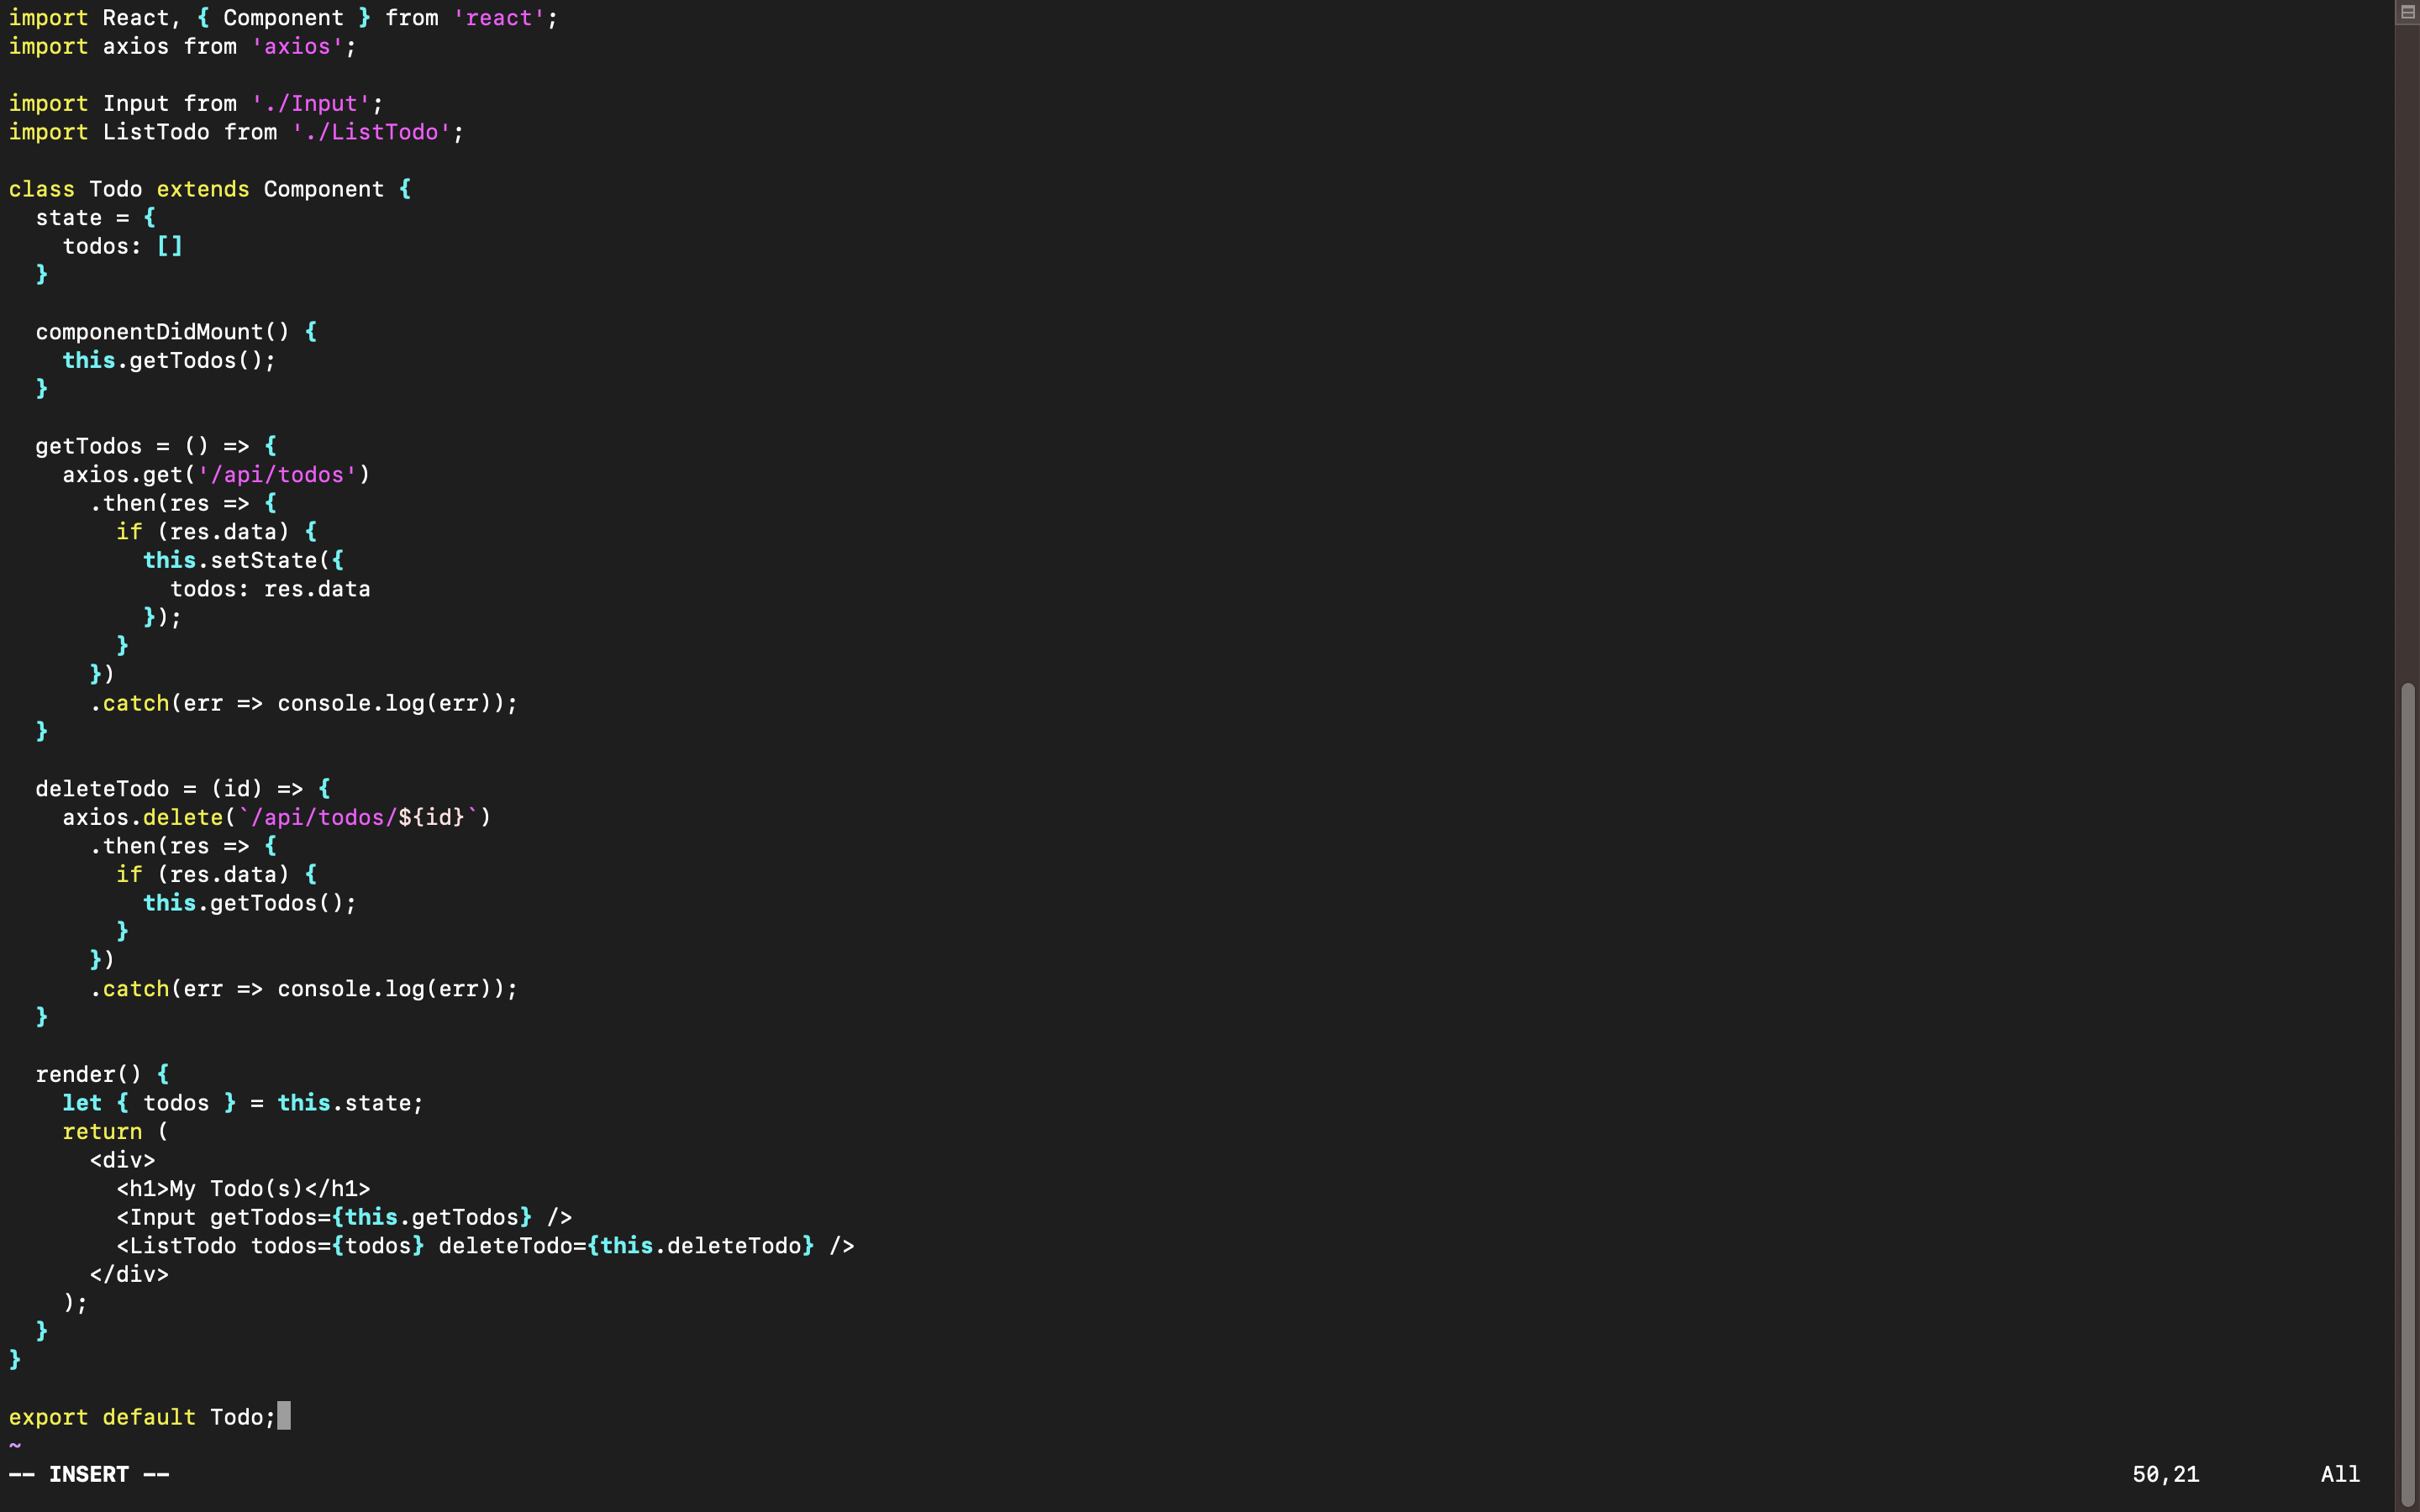 import React, { Component } from 'react';
import axios from 'axios';

import Input from './Input';
import ListTodo from './ListTodo';

class Todo extends Component {
  state = {
    todos: []
  }

  componentDidMount() {
    this.getTodos();
  }

  getTodos = () => {
    axios.get('/api/todos')
      .then(res => {
        if (res.data) {
          this.setState({
            todos: res.data
          });
        }
      })
      .catch(err => console.log(err));
  }

  deleteTodo = (id) => {
    axios.delete(`/api/todos/${id}`)
      .then(res => {
        if (res.data) {
          this.getTodos();
        }
      })
      .catch(err => console.log(err));
  }

  render() {
    let { todos } = this.state;
    return (
      <div>
        <h1>My Todo(s)</h1>
        <Input getTodos={this.getTodos} />
        <ListTodo todos={todos} deleteTodo={this.deleteTodo} />
      </div>
    );
  }
}

export default Todo;
~
-- INSERT -- 50,21 All